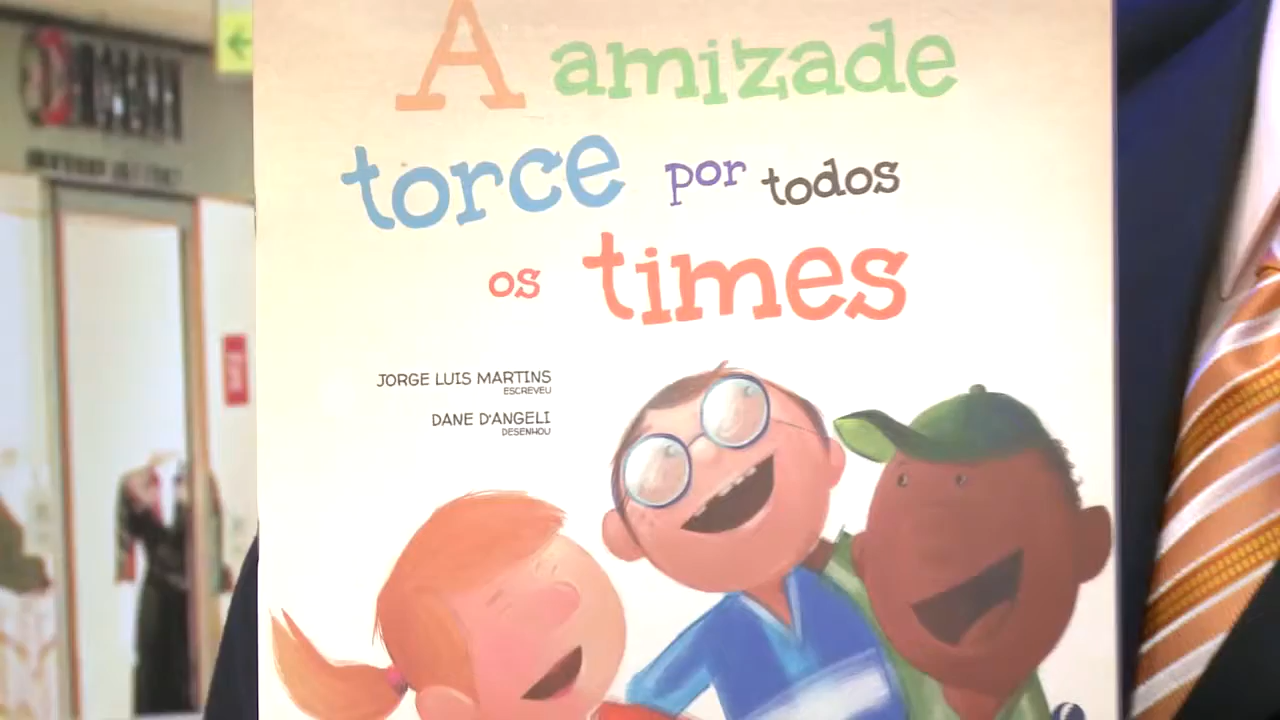 A amizade
torce por todos
os times
JORGE LUIS MARTINS
ESCREVEU
DANE D'ANGELI
DESENHOU